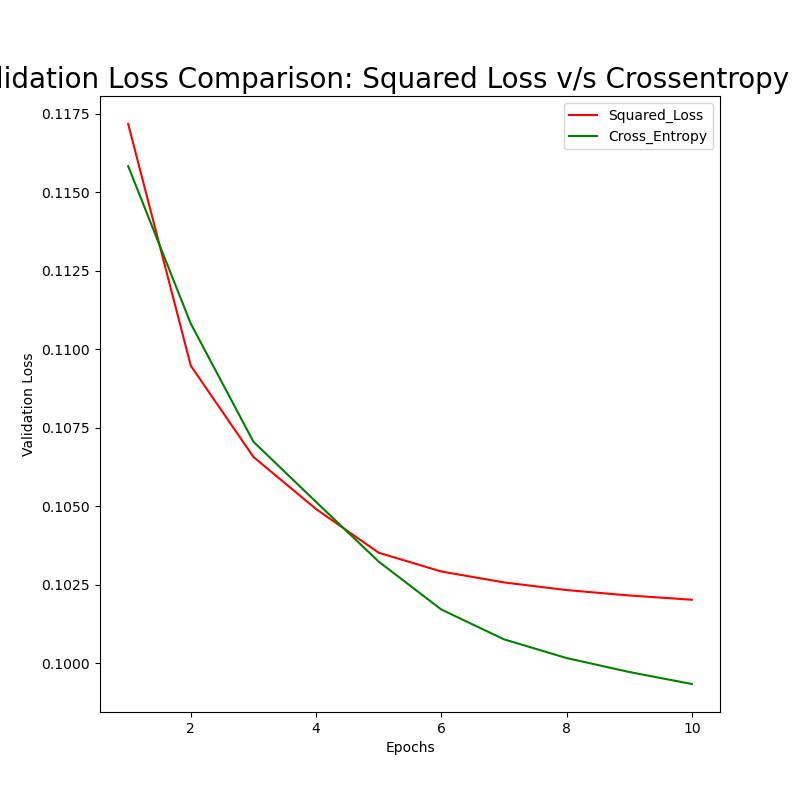 lidation Loss Comparison: Squared Loss v/s Crossentropy
Squared_Loss
Cross_Entropy
0.1175
0.1150
0.1125
0.1100
0.1075
0.1050
0.1025
0.1000
Validation Loss
2 4 6 8 10
Epochs